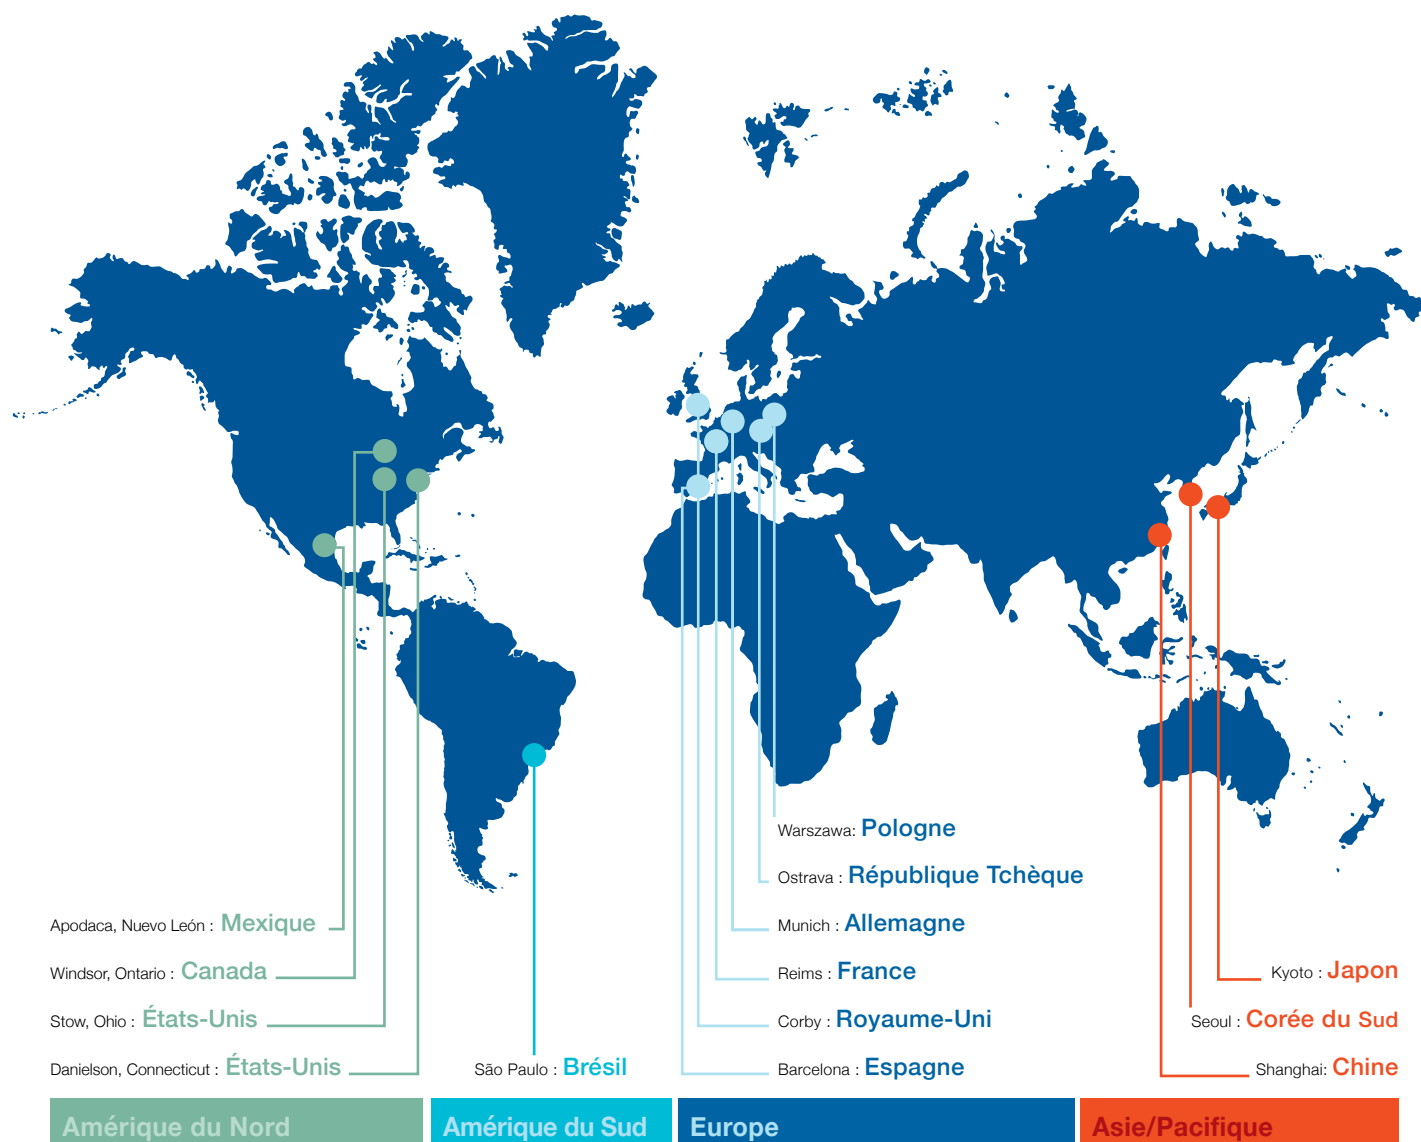 Warszawa: Pologne
Ostrava : République Tchèque
Apodaca, Nuevo León : Mexique
Munich : Allemagne
Windsor, Ontario : Canada
Reims : France
Kyoto : Japon
Stow, Ohio : États-Unis
Corby : Royaume-Uni
Seoul : Corée du Sud
Danielson, Connecticut : États-Unis
São Paulo : Brésil
Barcelona : Espagne
Shanghai: Chine
Amérique du Nord
Amérique du Sud
Europe
Asie/Pacifique